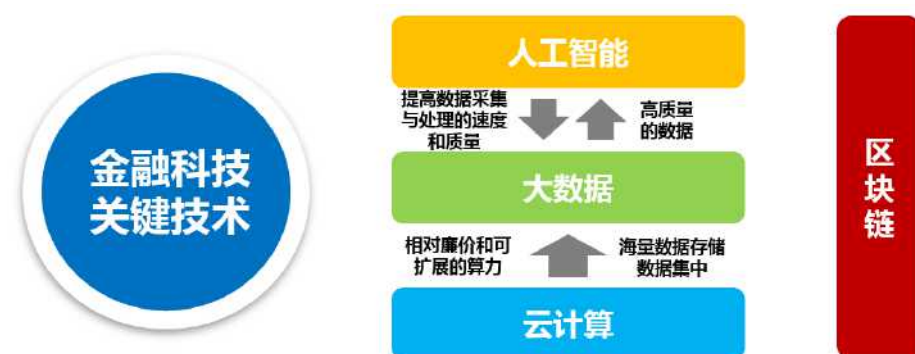 金融科技
关键技术
人工智能
提高数据采集
与处理的速度
和质量
高质量
的数据
大数据
相对廉价和可
扩展的算力
海量数据存储
数据集中
云计算
区
块
链